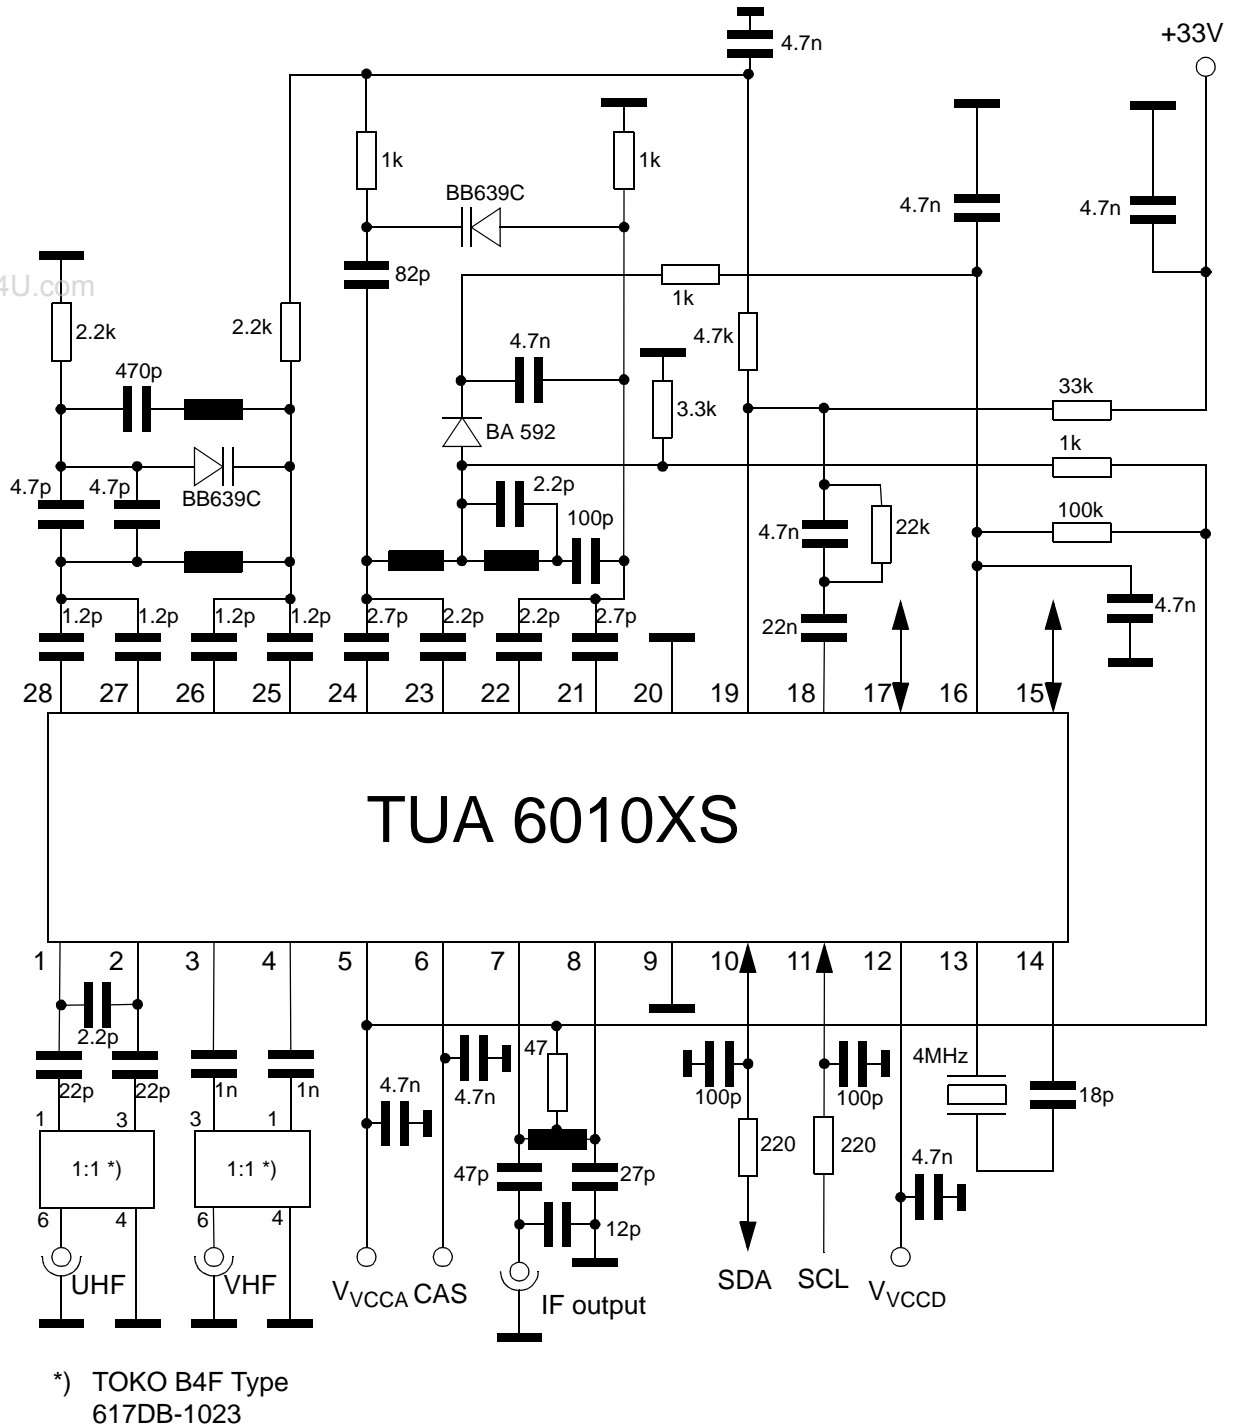 4.7n
+33V
1k
1k
BB639C
4.7n
4.7n
4U.com
82p
1k
2.2k
2.2k
4.7n
4.7k
470p
33k
3.3k
BA 592
1k
4.7p
4.7p
BB639C
2.2p
100p
4.7n
22k
100k
1.2p
1.2p
1.2p
1.2p
2.7p
2.2p
2.2p
2.7p
22n
4.7n
28
27
26
25
24
23
22
21
20
19
18
17
16
15
TUA 6010XS
1
2
3
4
5
6
7
8
9
10
11
12
13
14
2.2p
47
4MHz
22p
22p
1n
1n
4.7n
4.7n
100p
100p
18p
1
3
3
1
1:1 *)
1:1 *)
47p
27p
220
220
4.7n
6
4
6
4
12p
UHF
VHF
VVCCA
CAS
IF output
SDA
SCL
VVCCD
*) TOKO B4F Type
617DB-1023